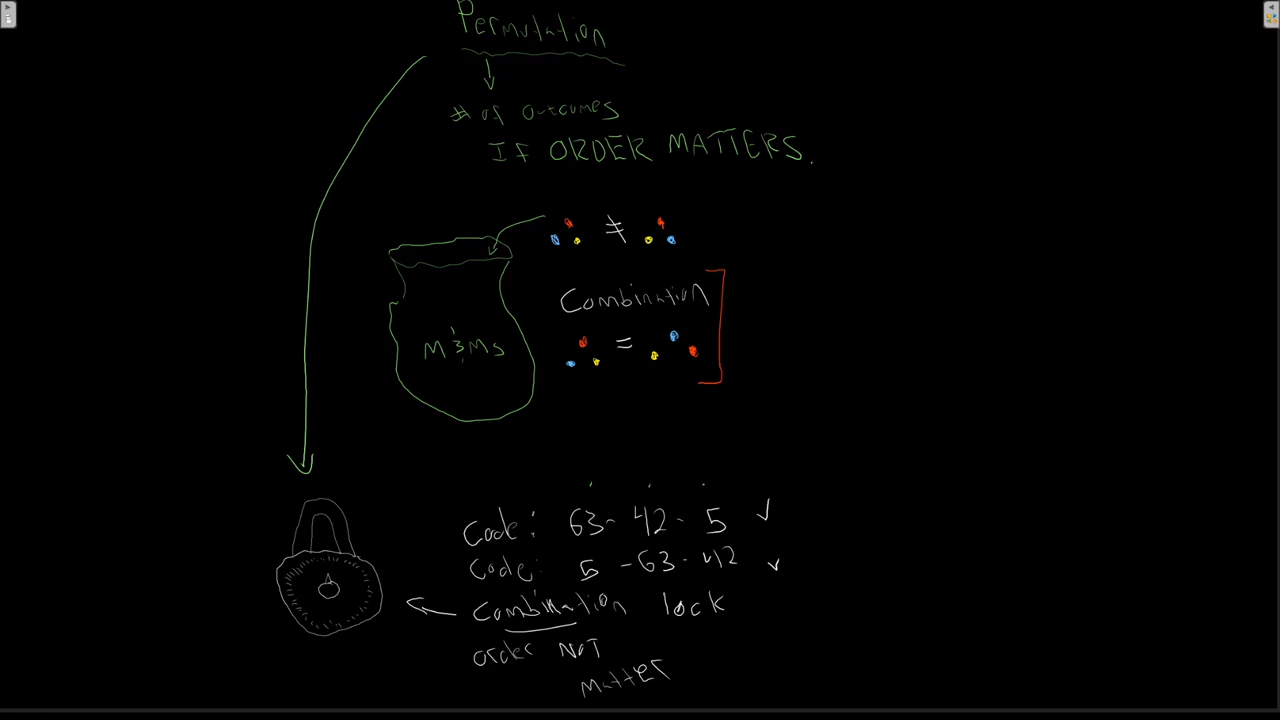 Permutation
# of outcomes
IF ORDER MATTERS.
≠
Combination
=
M&Ms
Code: 63- 42- 5 ✓
Code: 5 -63-42 ✓
Combination lock
order NOT
matter